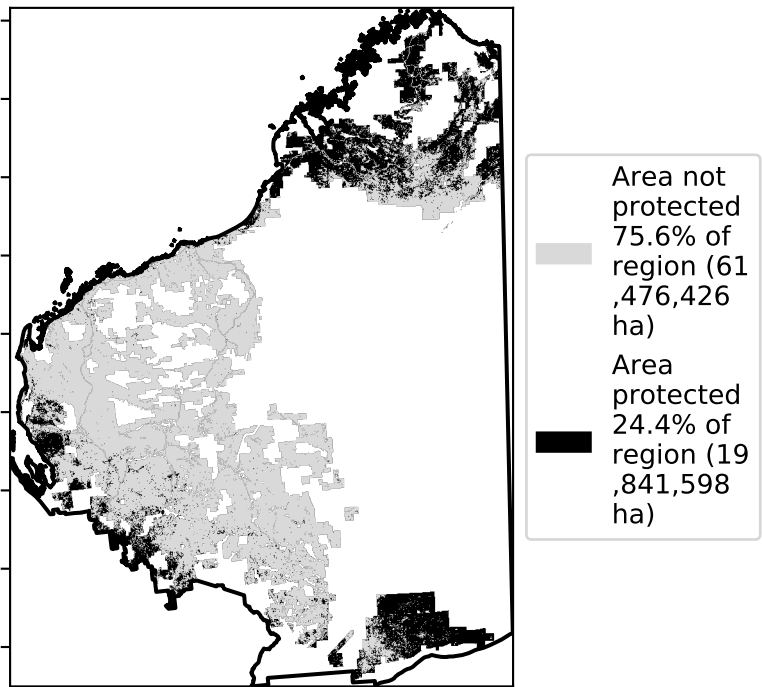 Area not
protected
75.6% of
region (61
,476,426
ha)
Area
protected
24.4% of
region (19
,841,598
ha)